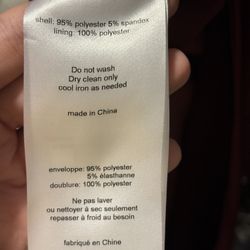 shell: 95% polyester 5% spandex
lining: 100% polyester
Do not wash
Dry clean only
cool iron as needed
made in China
enveloppe: 95% polyester
5% élasthanne
doublure: 100% polyester
Ne pas laver
ou nettoyer à sec seulement
repasser à froid au besoin
fabriqué en Chine